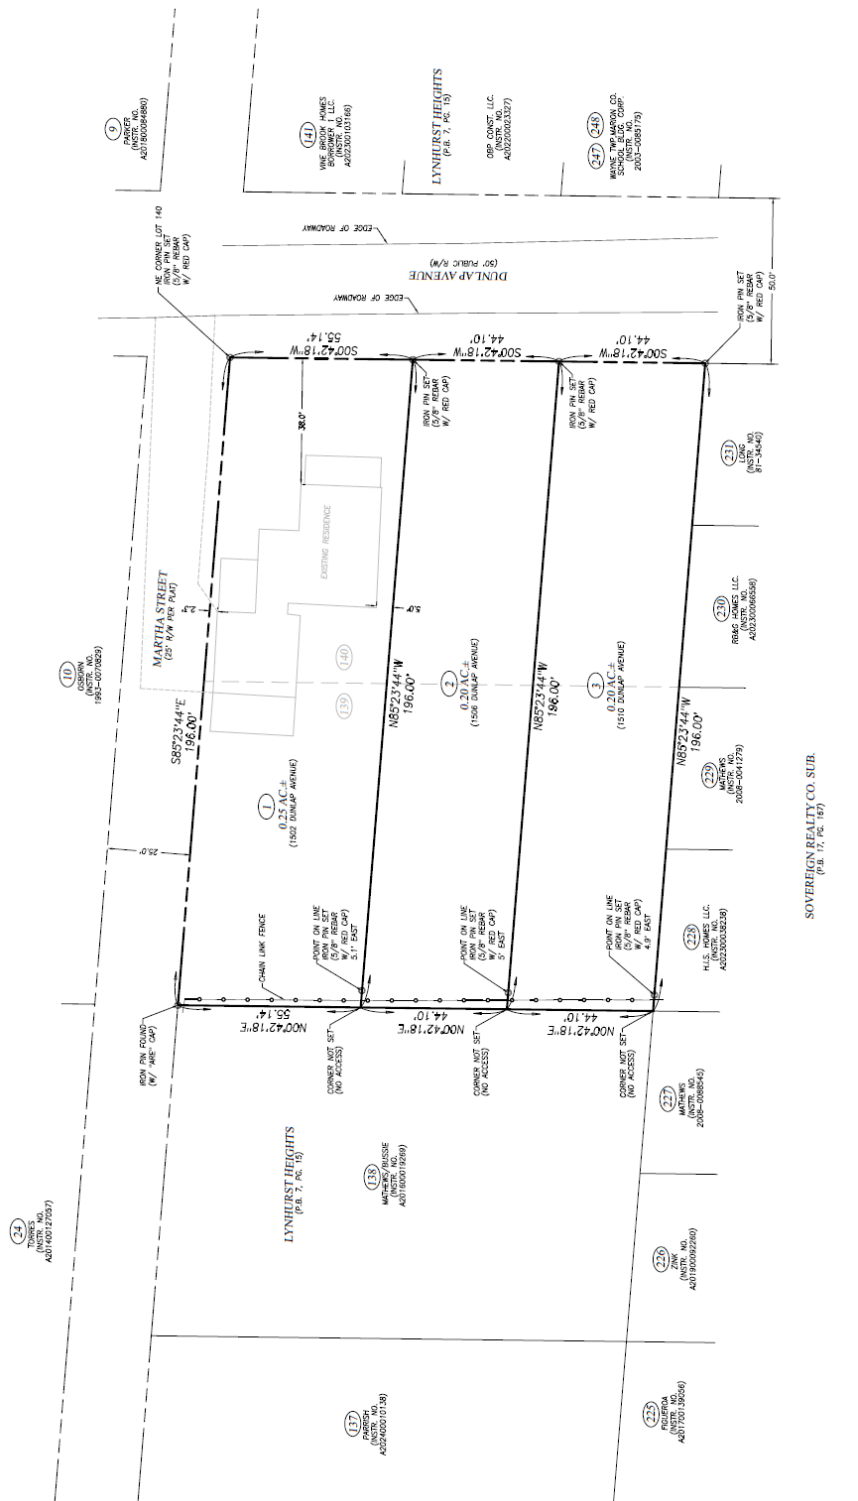 9
PARKER
(INSTR. NO.
A201800084880)
141
VINE BROOK HOMES
BORROWER 1 LLC.
(INSTR. NO.
A202300103166)
LYNHURST HEIGHTS
(P.B. 7, PG. 15)
OBP CONST. LLC.
(INSTR. NO.
A202200023327)
247 248
WAYNE TWP.MARION CO.
SCHOOL BLDG. CORP.
(INSTR. NO.
2003-0085175)
NE CORNER LOT 140
IRON PIN SET
(5/8" REBAR
W/ RED CAP)
EDGE OF ROADWAY
DUNLAP AVENUE
(50' PUBLIC R/W)
EDGE OF ROADWAY
50.0'
IRON PIN SET
(5/8" REBAR
W/ RED CAP)
S00°42'18"W
55.14'
S00°42'18"W
44.10'
S00°42'18"W
44.10'
IRON PIN SET
(5/8" REBAR
W/ RED CAP)
IRON PIN SET
(5/8" REBAR
W/ RED CAP)
38.0'
231
LONG
(INSTR. NO.
81-34540)
EXISTING RESIDENCE
MARTHA STREET
(25' R/W PER PLAT)
2.3'
5.0'
230
RB&G HOMES LLC.
(INSTR. NO.
A202300066558)
10
OSBORN
(INSTR. NO.
1993-0070829)
140
139
S85°23'44"E
196.00'
N85°23'44"W
196.00'
2
0.20 AC.±
(1506 DUNLAP AVENUE)
N85°23'44"W
196.00'
3
0.20 AC.±
(1510 DUNLAP AVENUE)
N85°23'44"W
196.00'
229
MATHEWS
(INSTR. NO.
2008-0041279)
1
0.25 AC.±
(1502 DUNLAP AVENUE)
25.0'
SOVEREIGN REALTY CO. SUB.
(P.B. 17, PG. 167)
CHAIN LINK FENCE
POINT ON LINE
IRON PIN SET
(5/8" REBAR
W/ RED CAP)
5.1' EAST
POINT ON LINE
IRON PIN SET
(5/8" REBAR
W/ RED CAP)
5' EAST
POINT ON LINE
IRON PIN SET
(5/8" REBAR
W/ RED CAP)
4.9' EAST
228
H.I.S. HOMES LLC.
(INSTR. NO.
A202300038238)
IRON PIN FOUND
(W/ "ARE" CAP)
N00°42'18"E
55.14'
N00°42'18"E
44.10'
N00°42'18"E
44.10'
CORNER NOT SET
(NO ACCESS)
CORNER NOT SET
(NO ACCESS)
CORNER NOT SET
(NO ACCESS)
227
MATHEWS
(INSTR. NO.
2008-0088545)
LYNHURST HEIGHTS
(P.B. 7, PG. 15)
138
MATHEWS/BUSSIE
(INSTR. NO.
A201600019269)
24
TORRES
(INSTR. NO.
A201400127057)
226
ZINK
(INSTR. NO.
A201900092260)
137
PARRISH
(INSTR. NO.
A202400010138)
225
FIGUEROA
(INSTR. NO.
A201700139056)